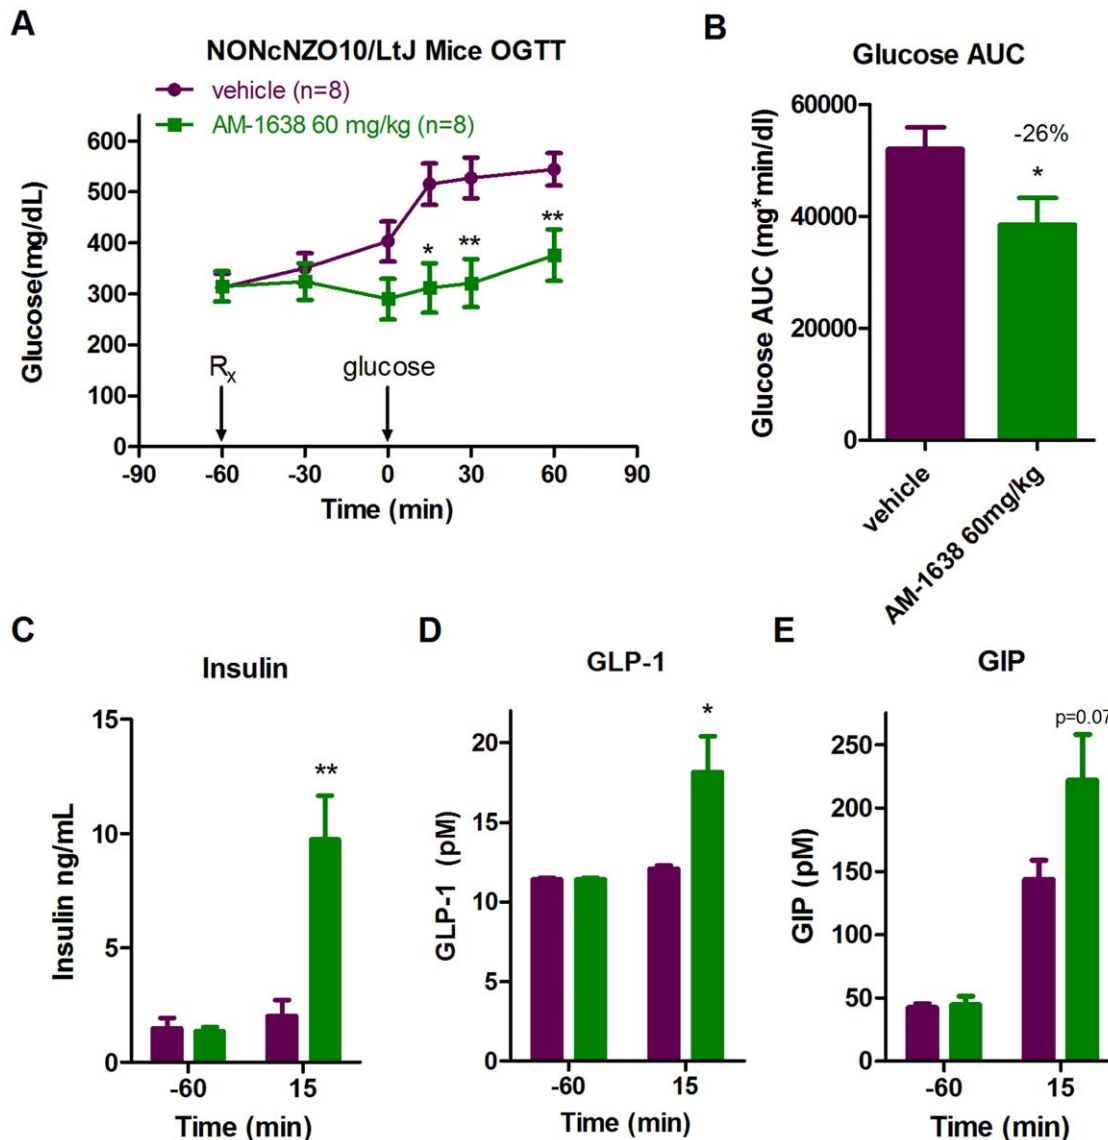 A
NONcNZO10/LtJ Mice OGTT
vehicle (n=8)
AM-1638 60 mg/kg (n=8)
Glucose(mg/dL)
600
500
400
300
200
100
0
*
**
**
Rx
glucose
-90
-60
-30
0
30
60
90
Time (min)
B
Glucose AUC
Glucose AUC (mg*min/dl)
60000
40000
20000
0
-26%
*
vehicle
AM-1638 60mg/kg
C
Insulin
Insulin ng/mL
15
10
5
0
**
-60
15
Time (min)
D
GLP-1
GLP-1 (pM)
20
15
10
5
0
*
-60
15
Time (min)
E
GIP
GIP (pM)
250
200
150
100
50
0
p=0.07
-60
15
Time (min)